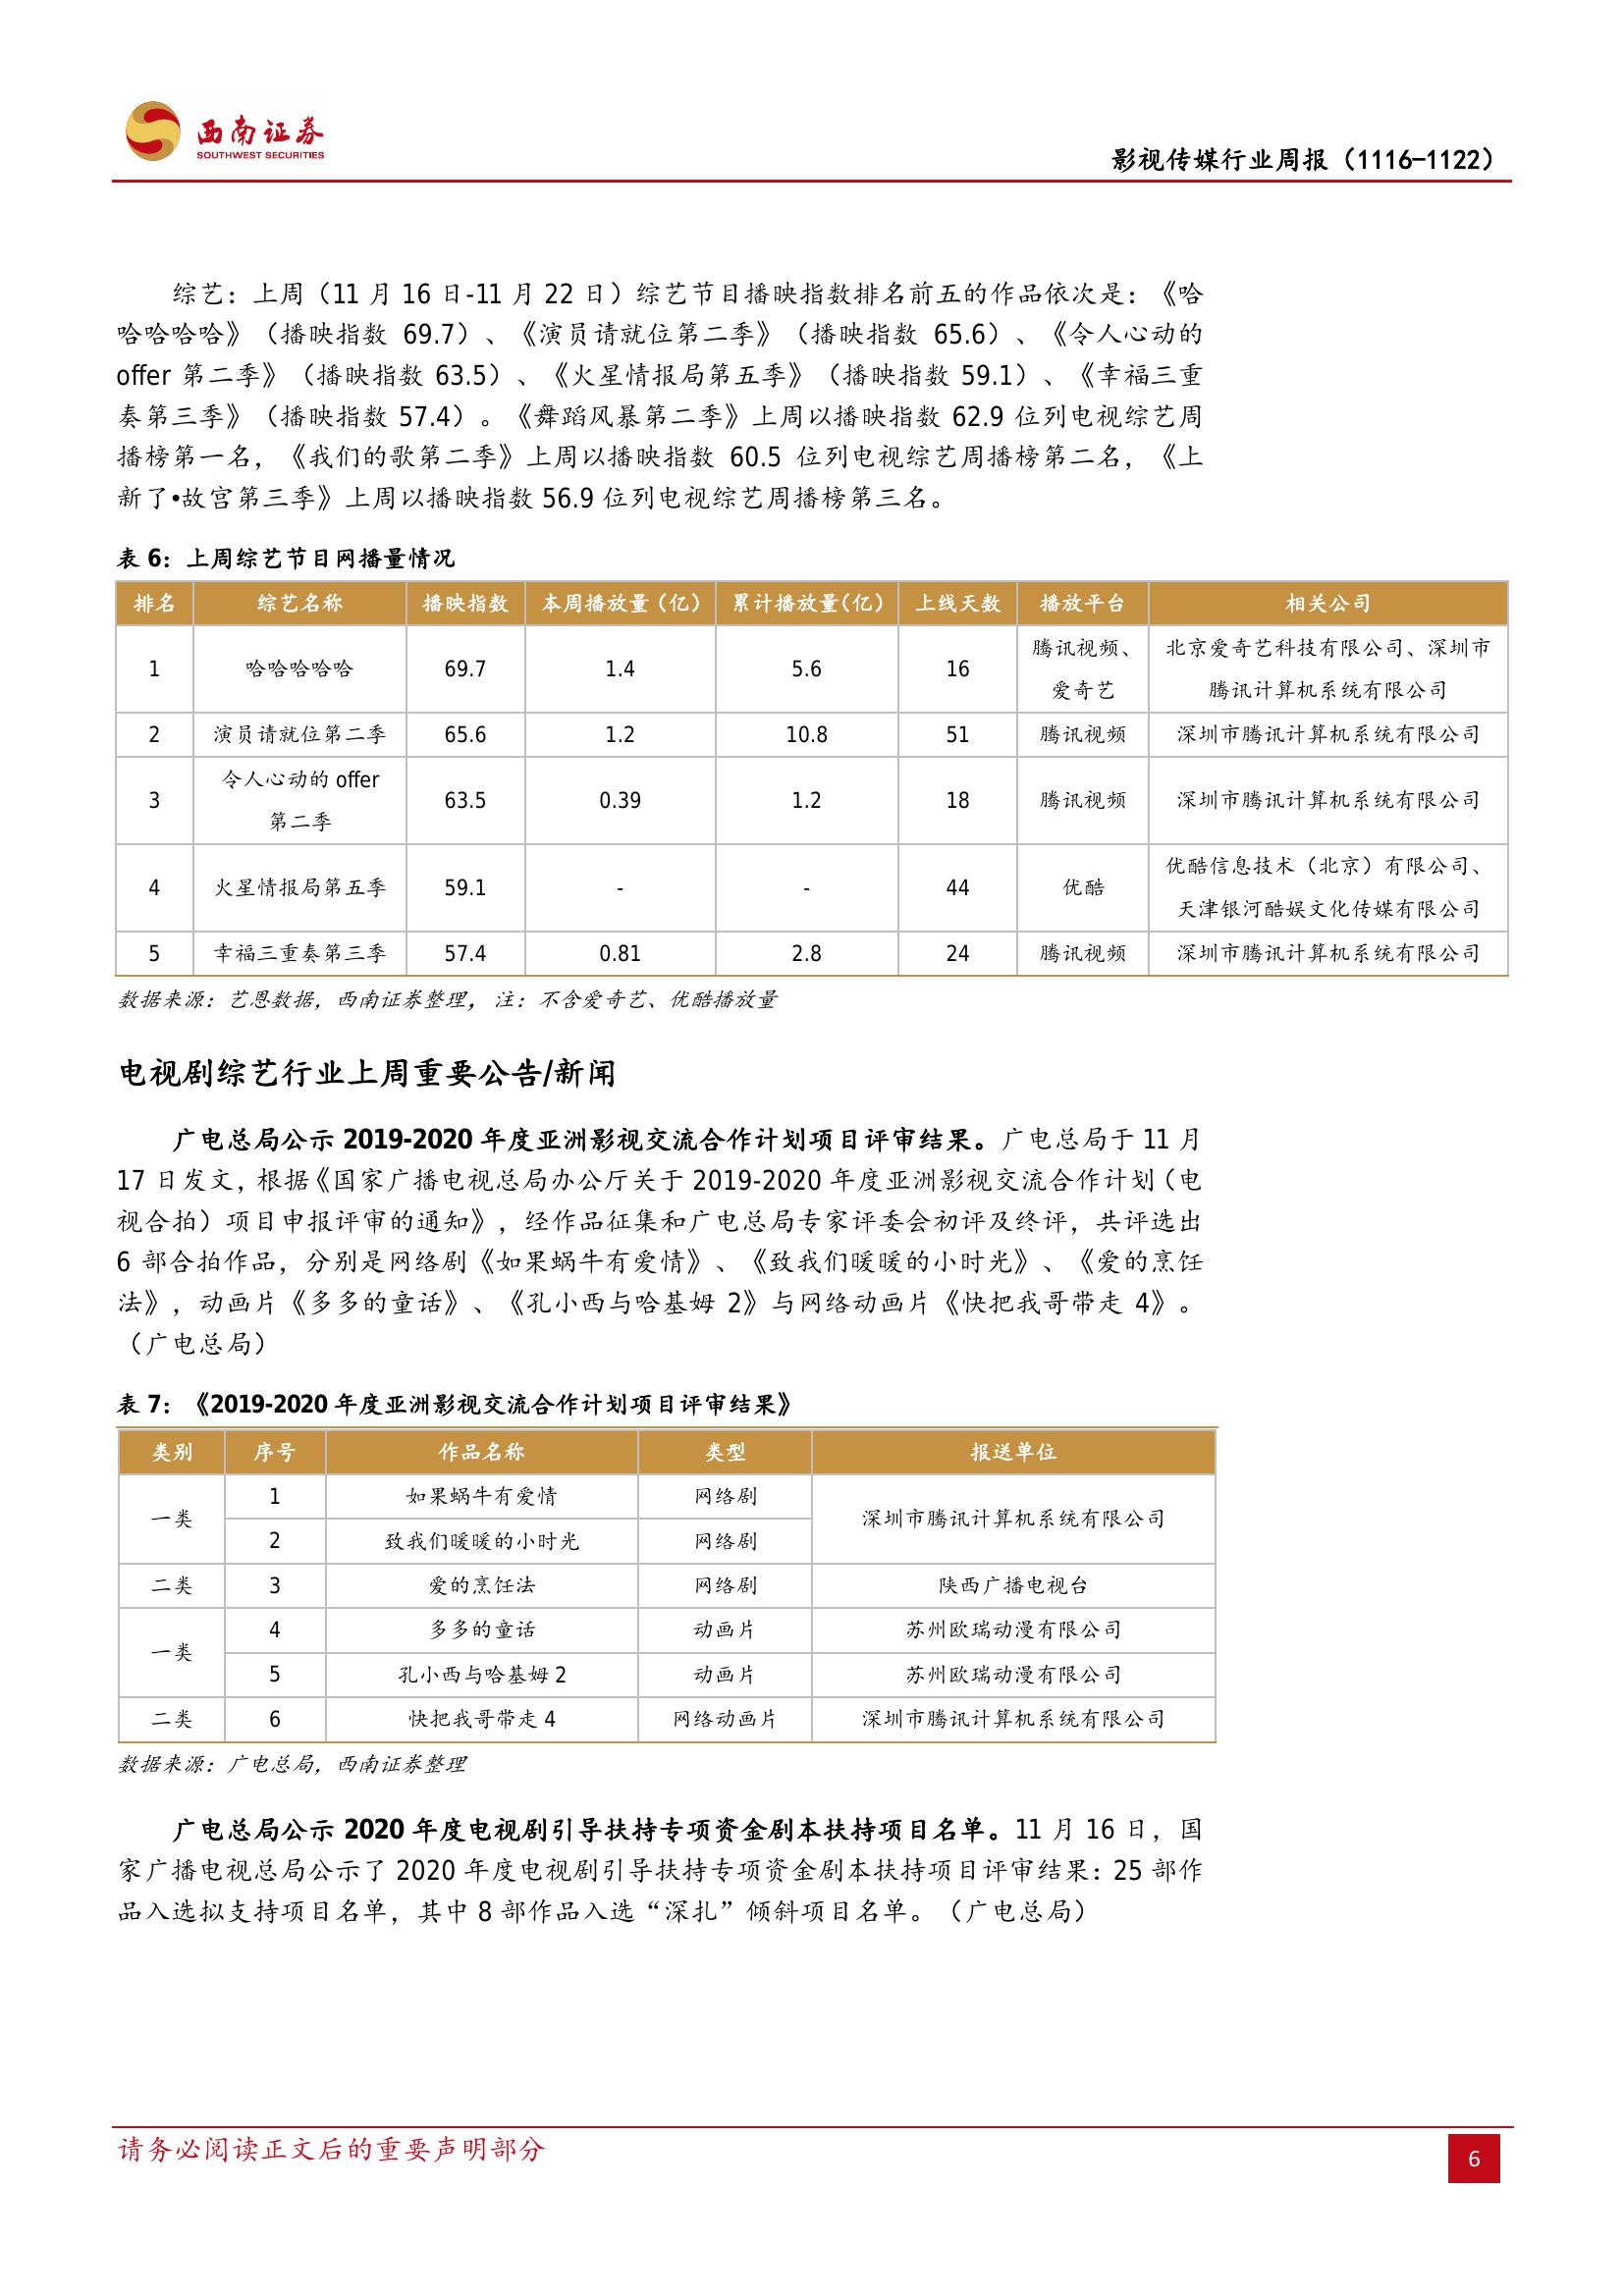 西南证券
SOUTHWEST SECURITIES
影视传媒行业周报（1116-1122）
综艺：上周（11 月 16 日-11 月 22 日）综艺节目播映指数排名前五的作品依次是：《哈
哈哈哈哈》（播映指数 69.7）、《演员请就位第二季》（播映指数 65.6）、《令人心动的
offer 第二季》（播映指数 63.5）、《火星情报局第五季》（播映指数 59.1）、《幸福三重
奏第三季》（播映指数 57.4）。《舞蹈风暴第二季》上周以播映指数 62.9 位列电视综艺周
播榜第一名，《我们的歌第二季》上周以播映指数 60.5 位列电视综艺周播榜第二名，《上
新了•故宫第三季》上周以播映指数 56.9 位列电视综艺周播榜第三名。
表 6：上周综艺节目网播量情况
排名 综艺名称 播映指数 本周播放量（亿） 累计播放量（亿） 上线天数 播放平台 相关公司
1 哈哈哈哈哈 69.7 1.4 5.6 16 腾讯视频、 北京爱奇艺科技有限公司、深圳市
爱奇艺 腾讯计算机系统有限公司
2 演员请就位第二季 65.6 1.2 10.8 51 腾讯视频 深圳市腾讯计算机系统有限公司
令人心动的 offer
3 第二季 63.5 0.39 1.2 18 腾讯视频 深圳市腾讯计算机系统有限公司
4 火星情报局第五季 59.1 - - 44 优酷 优酷信息技术（北京）有限公司、
天津银河酷娱文化传媒有限公司
5 幸福三重奏第三季 57.4 0.81 2.8 24 腾讯视频 深圳市腾讯计算机系统有限公司
数据来源：艺恩数据，西南证券整理，注：不含爱奇艺、优酷播放量
电视剧综艺行业上周重要公告/新闻
广电总局公示 2019-2020 年度亚洲影视交流合作计划项目评审结果。广电总局于 11 月
17 日发文，根据《国家广播电视总局办公厅关于 2019-2020 年度亚洲影视交流合作计划（电
视合拍）项目申报评审的通知》，经作品征集和广电总局专家评委会初评及终评，共评选出
6 部合拍作品，分别是网络剧《如果蜗牛有爱情》、《致我们暖暖的小时光》、《爱的烹饪
法》，动画片《多多的童话》、《孔小西与哈基姆 2》与网络动画片《快把我哥带走 4》。
（广电总局）
表 7：《2019-2020 年度亚洲影视交流合作计划项目评审结果》
类别 序号 作品名称 类型 报送单位
一类 1 如果蜗牛有爱情 网络剧 深圳市腾讯计算机系统有限公司
2 致我们暖暖的小时光 网络剧
二类 3 爱的烹饪法 网络剧 陕西广播电视台
一类 4 多多的童话 动画片 苏州欧瑞动漫有限公司
5 孔小西与哈基姆 2 动画片 苏州欧瑞动漫有限公司
二类 6 快把我哥带走 4 网络动画片 深圳市腾讯计算机系统有限公司
数据来源：广电总局，西南证券整理
广电总局公示 2020 年度电视剧引导扶持专项资金剧本扶持项目名单。11 月 16 日，国
家广播电视总局公示了 2020 年度电视剧引导扶持专项资金剧本扶持项目评审结果：25 部作
品入选拟支持项目名单，其中 8 部作品入选“深扎”倾斜项目名单。（广电总局）
请务必阅读正文后的重要声明部分
6